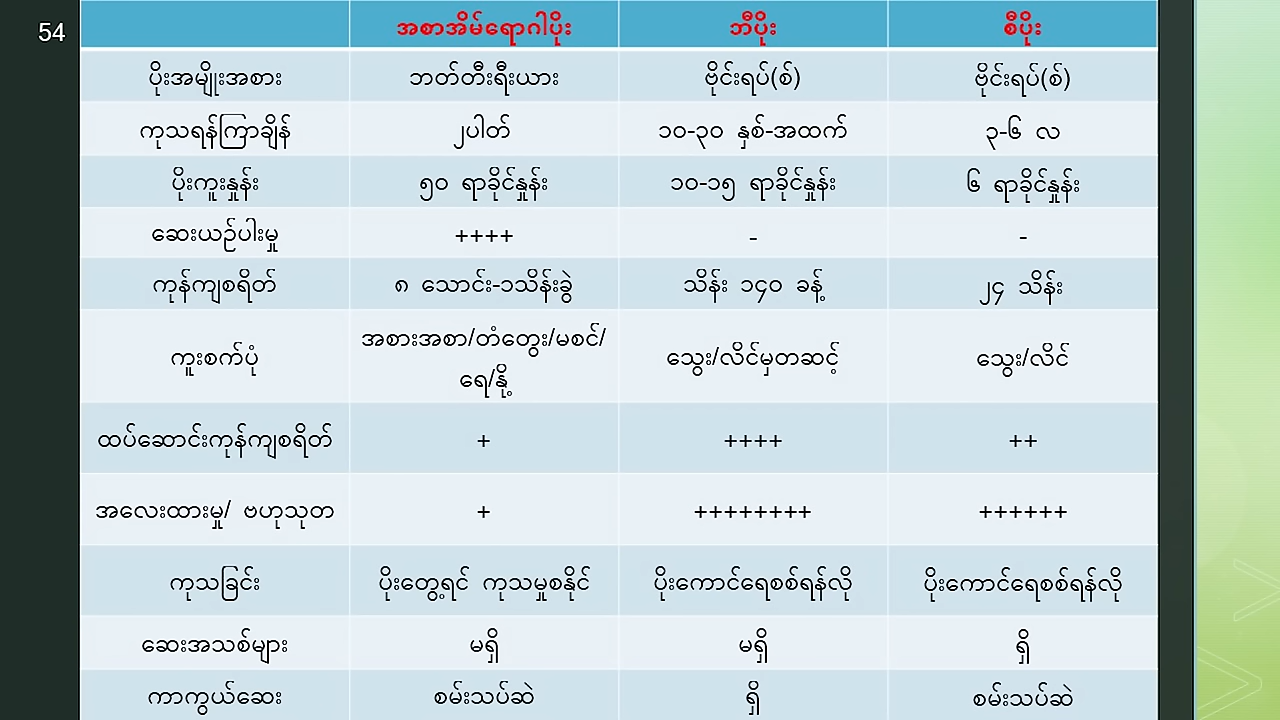 54
အစာအိမ်ရောဂါပိုး ဘီပိုး စီပိုး
ပိုးအမျိုးအစား ဘတ်တီးရီးယား ဗိုင်းရပ်(စ်) ဗိုင်းရပ်(စ်)
ကုသရန်ကြာချိန် ၂ပါတ် ၁၀-၃၀ နှစ်-အထက် ၃-၆ လ
ပိုးကူးနှုန်း ၅၀ ရာခိုင်နှုန်း ၁၀-၁၅ ရာခိုင်နှုန်း ၆ ရာခိုင်နှုန်း
ဆေးယဉ်ပါးမှု ++++ - -
ကုန်ကျစရိတ် ၈ သောင်း-၁သိန်းခွဲ သိန်း ၁၄၀ ခန့် ၂၄ သိန်း
ကူးစက်ပုံ အစားအစာ/တံတွေး/မစင်/ သွေး/လိင်မှတဆင့် သွေး/လိင်
ရေ/နို့
ထပ်ဆောင်းကုန်ကျစရိတ် + ++++ ++
အလေးထားမှု/ ဗဟုသုတ + ++++++++ ++++++
ကုသခြင်း ပိုးတွေ့ရင် ကုသမှုစနိုင် ပိုးကောင်ရေစစ်ရန်လို ပိုးကောင်ရေစစ်ရန်လို
ဆေးအသစ်များ မရှိ မရှိ ရှိ
ကာကွယ်ဆေး စမ်းသပ်ဆဲ ရှိ စမ်းသပ်ဆဲ